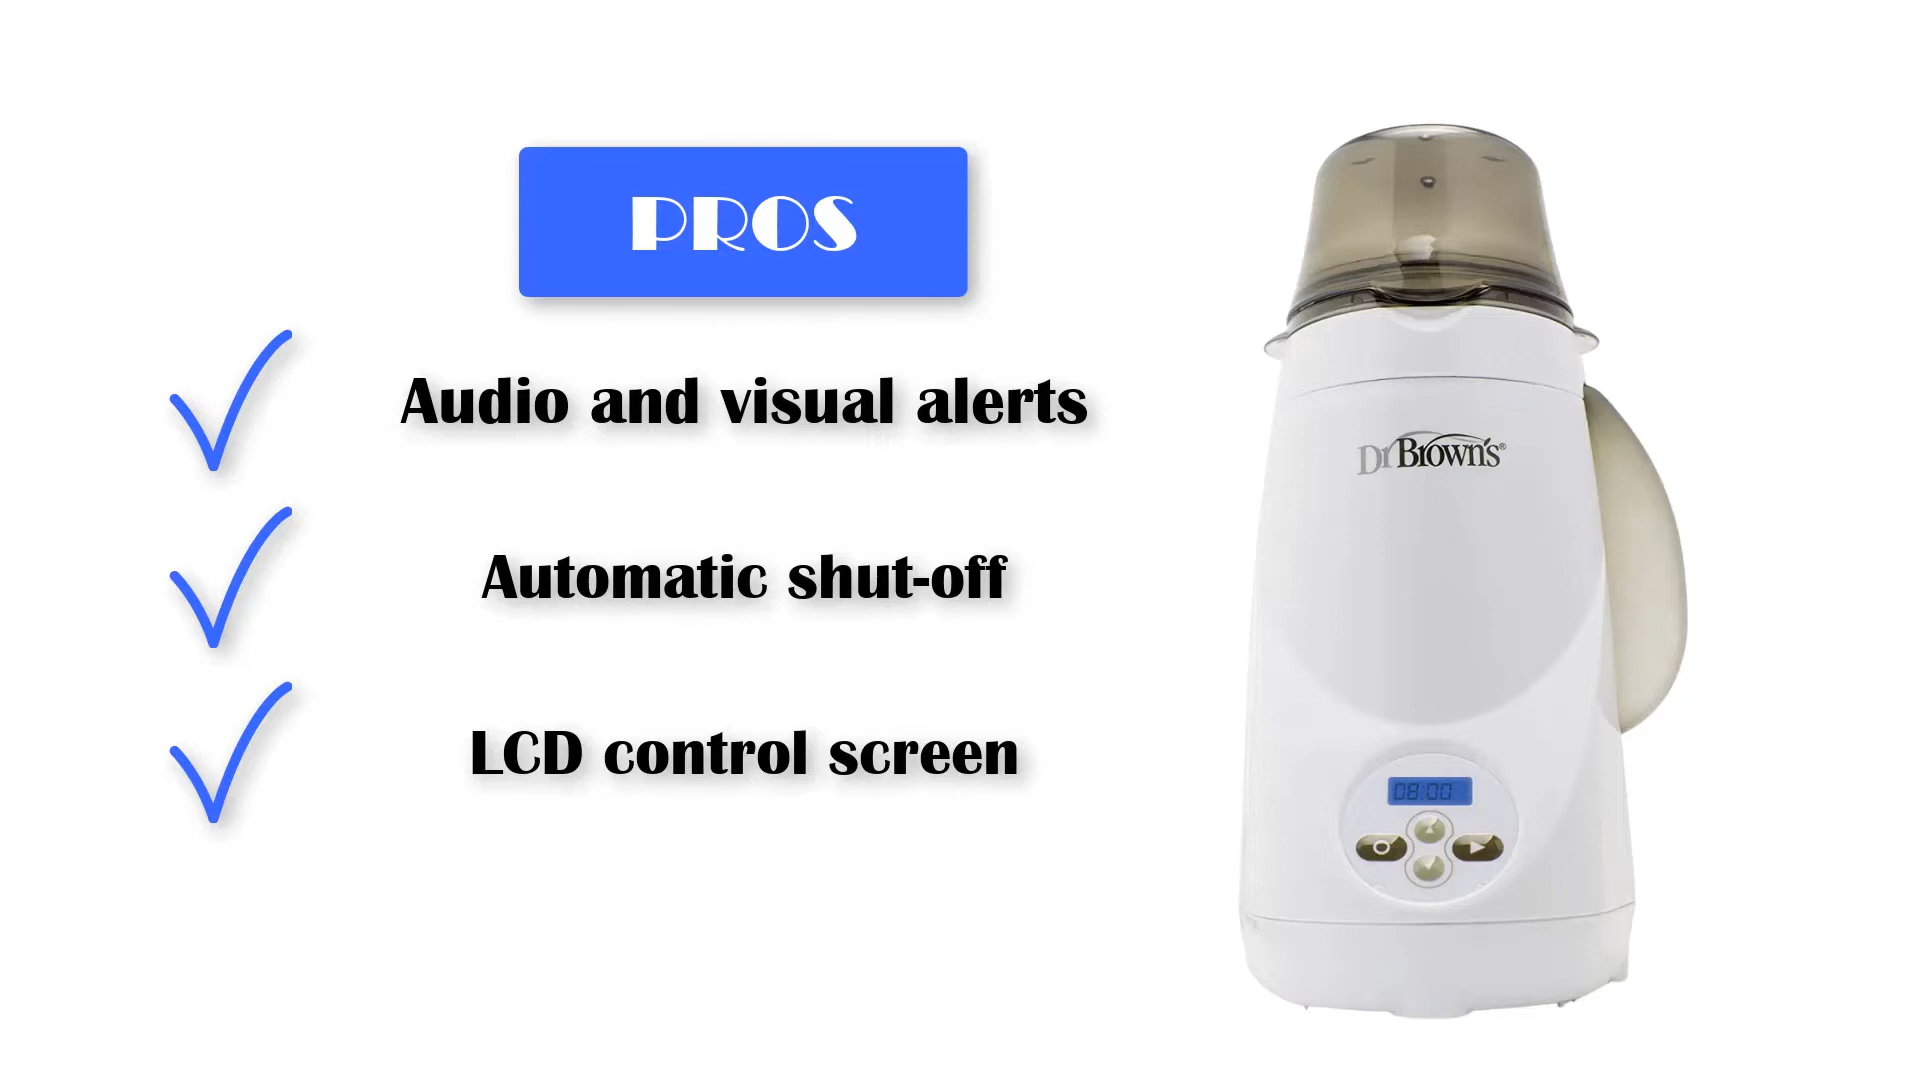 PROS
Audio and visual alerts
Automatic shut-off
LCD control screen
Dr Brown's®
08:00